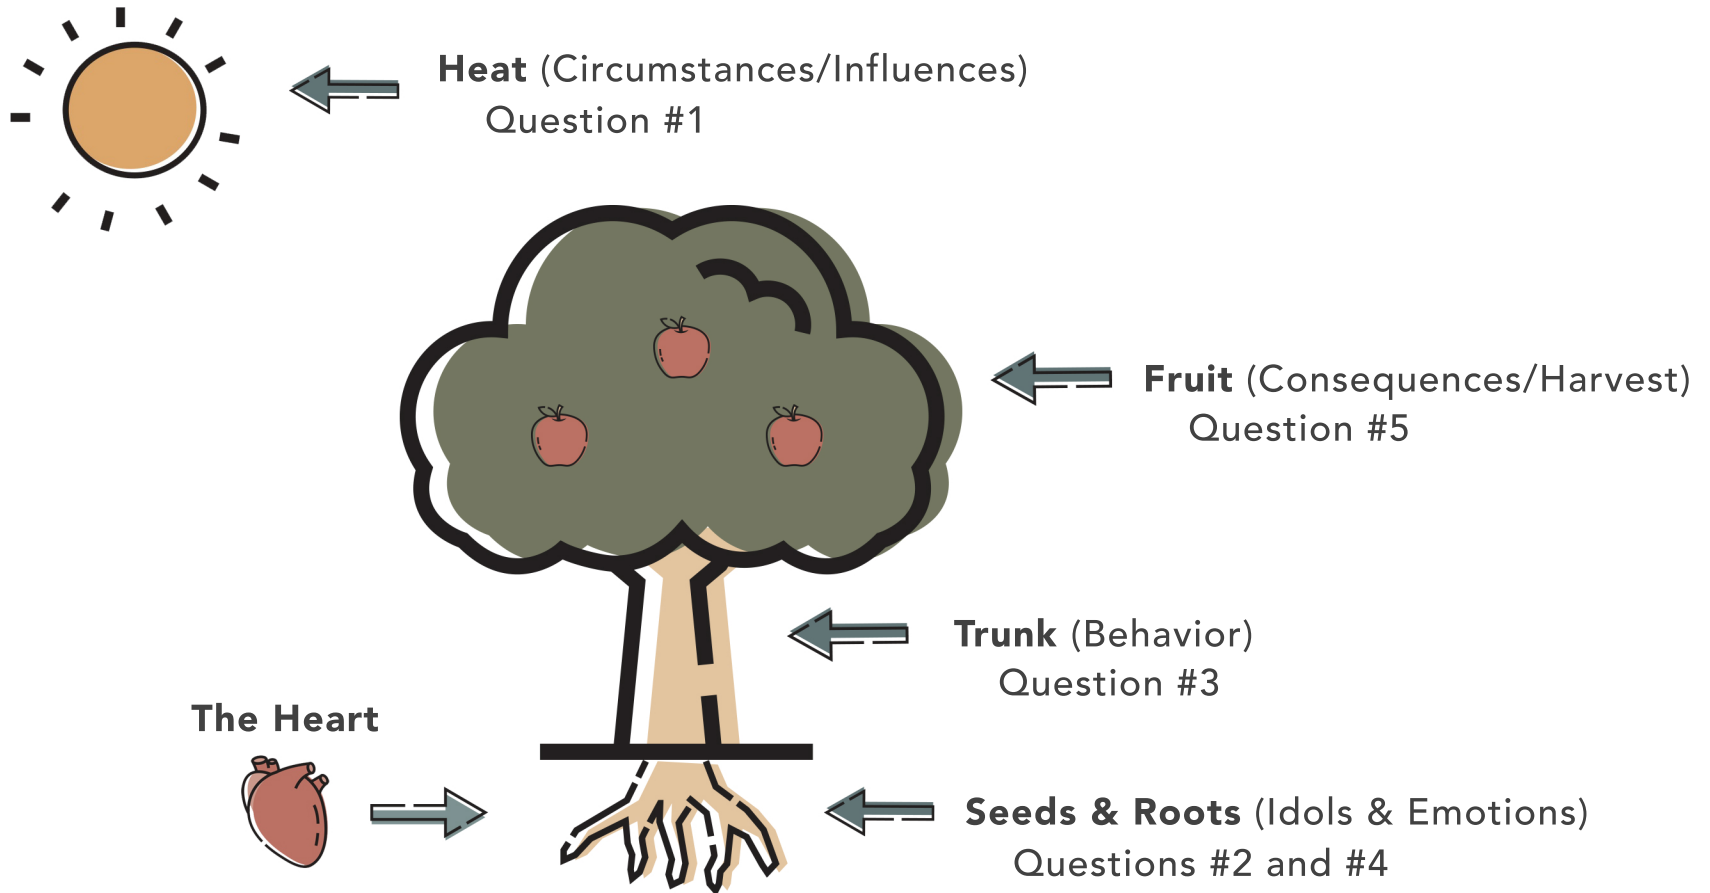 Heat (Circumstances/Influences)
Question #1
Fruit (Consequences/Harvest)
Question #5
Trunk (Behavior)
Question #3
The Heart
Seeds & Roots (Idols & Emotions)
Questions #2 and #4